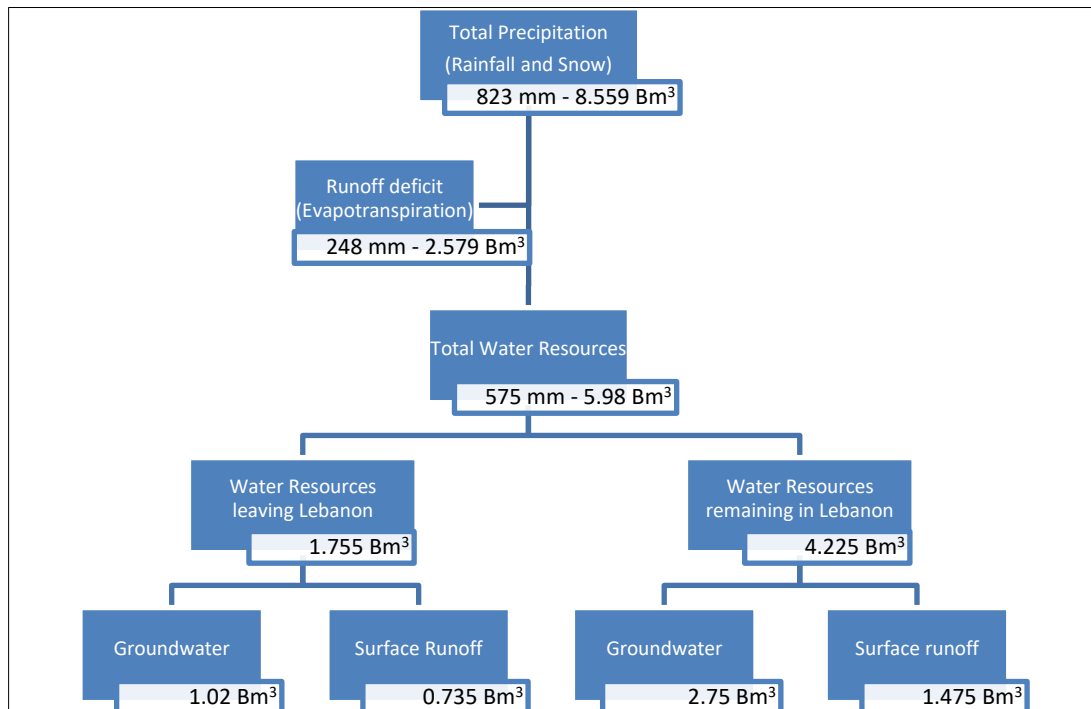 Total Precipitation
(Rainfall and Snow)
823 mm - 8.559 Bm³
Runoff deficit
(Evapotranspiration)
248 mm - 2.579 Bm³
Total Water Resources
575 mm - 5.98 Bm³
Water Resources
leaving Lebanon
1.755 Bm³
Water Resources
remaining in Lebanon
4.225 Bm³
Groundwater
1.02 Bm³
Surface Runoff
0.735 Bm³
Groundwater
2.75 Bm³
Surface runoff
1.475 Bm³